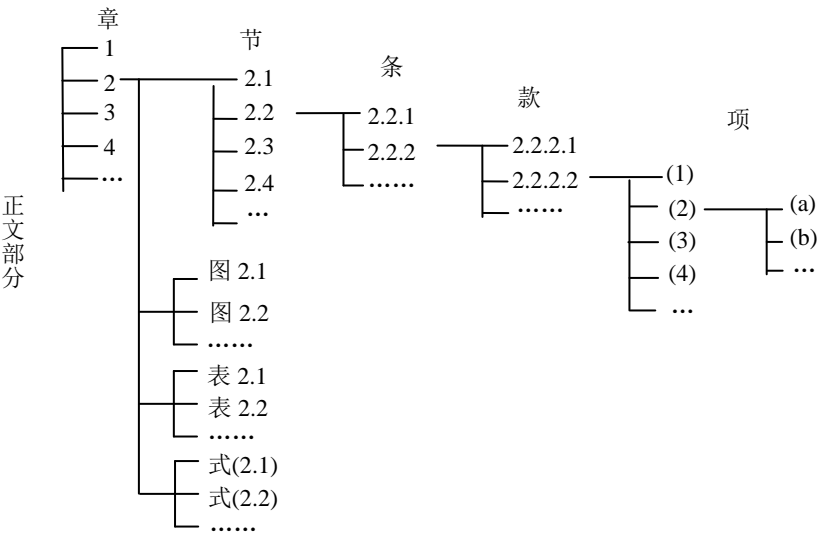 正文部分
章
1
2
3
4
…
节
2.1
2.2
2.3
2.4
…
条
2.2.1
2.2.2
……
款
2.2.2.1
2.2.2.2
……
项
(1)
(2)
(3)
(4)
…
(a)
(b)
…
图 2.1
图 2.2
……
表 2.1
表 2.2
……
式(2.1)
式(2.2)
……